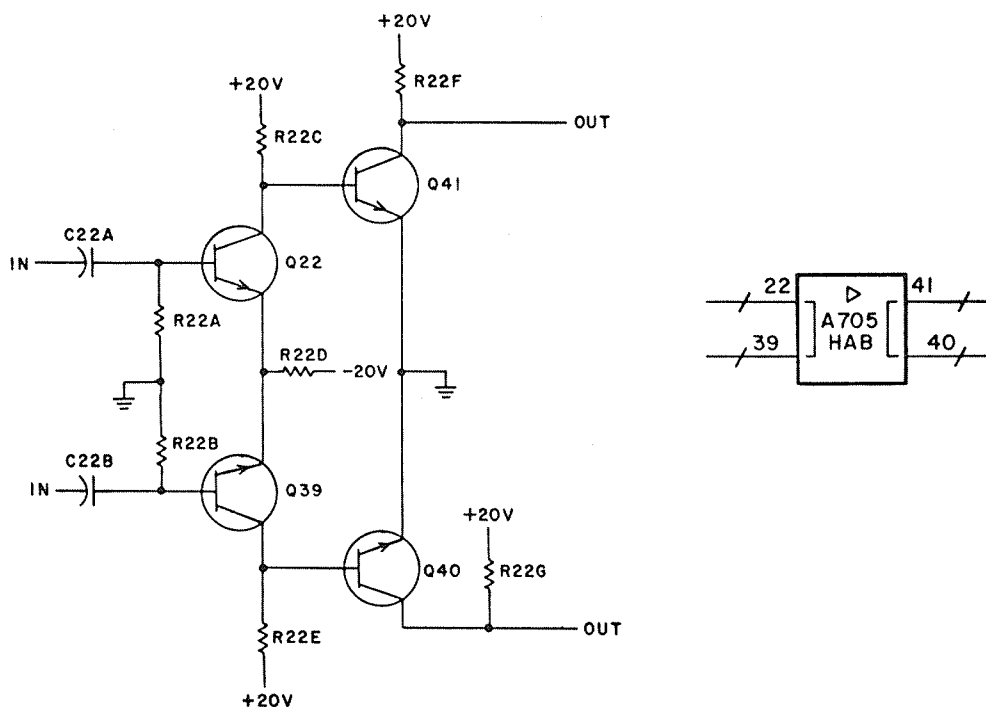 +20V
R22F
+20V
OUT
R22C
Q41
C22A
IN
Q22
R22A
R22D
-20V
R22B
C22B
IN
Q39
+20V
R22G
Q40
OUT
R22E
+20V
22
41
A705
HAB
39
40